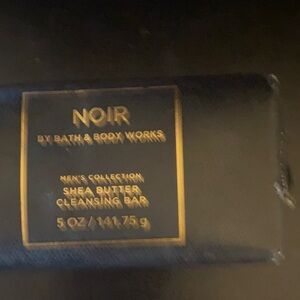 NOIR
BY BATH & BODY WORKS
MEN'S COLLECTION
SHEA BUTTER
CLEANSING BAR
5 OZ / 141.75 g